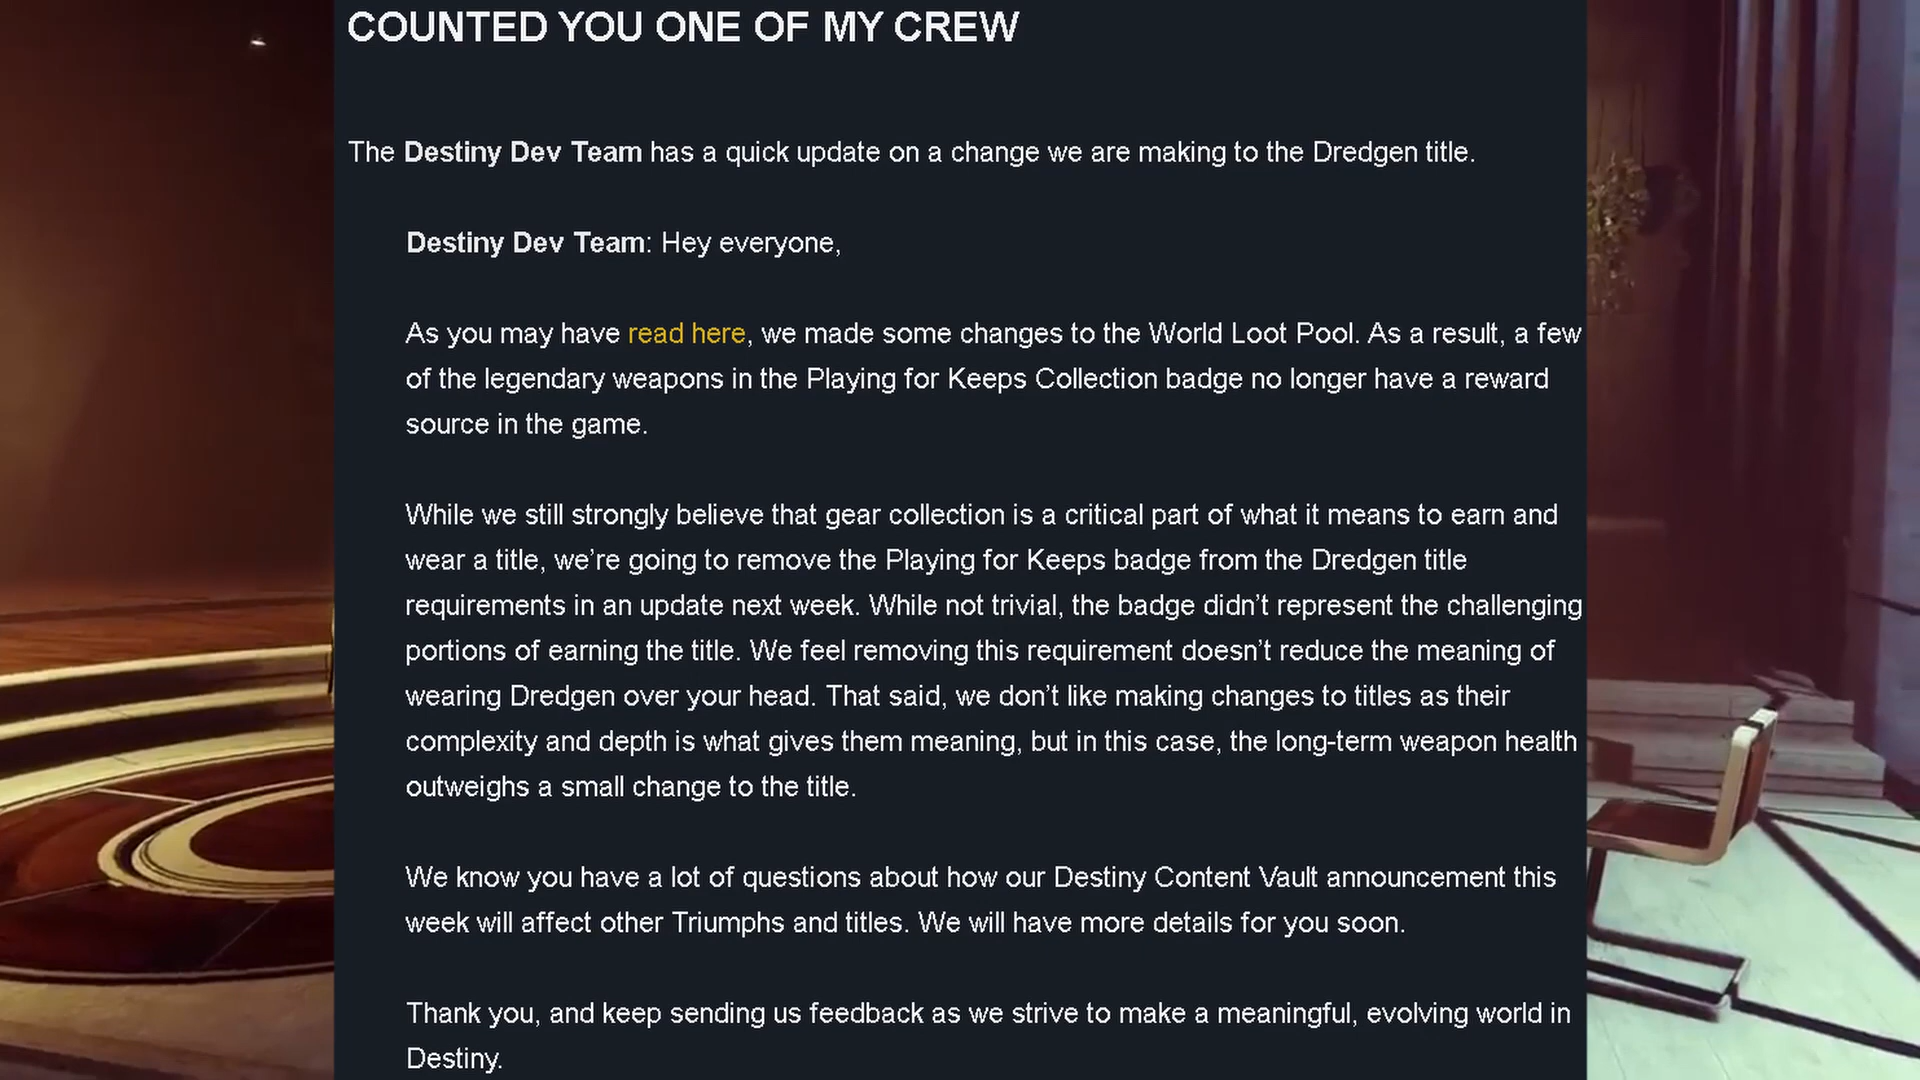 COUNTED YOU ONE OF MY CREW
The Destiny Dev Team has a quick update on a change we are making to the Dredgen title.
Destiny Dev Team: Hey everyone,
As you may have read here, we made some changes to the World Loot Pool. As a result, a few
of the legendary weapons in the Playing for Keeps Collection badge no longer have a reward
source in the game.
While we still strongly believe that gear collection is a critical part of what it means to earn and
wear a title, we’re going to remove the Playing for Keeps badge from the Dredgen title
requirements in an update next week. While not trivial, the badge didn’t represent the challenging
portions of earning the title. We feel removing this requirement doesn’t reduce the meaning of
wearing Dredgen over your head. That said, we don’t like making changes to titles as their
complexity and depth is what gives them meaning, but in this case, the long-term weapon health
outweighs a small change to the title.
We know you have a lot of questions about how our Destiny Content Vault announcement this
week will affect other Triumphs and titles. We will have more details for you soon.
Thank you, and keep sending us feedback as we strive to make a meaningful, evolving world in
Destiny.